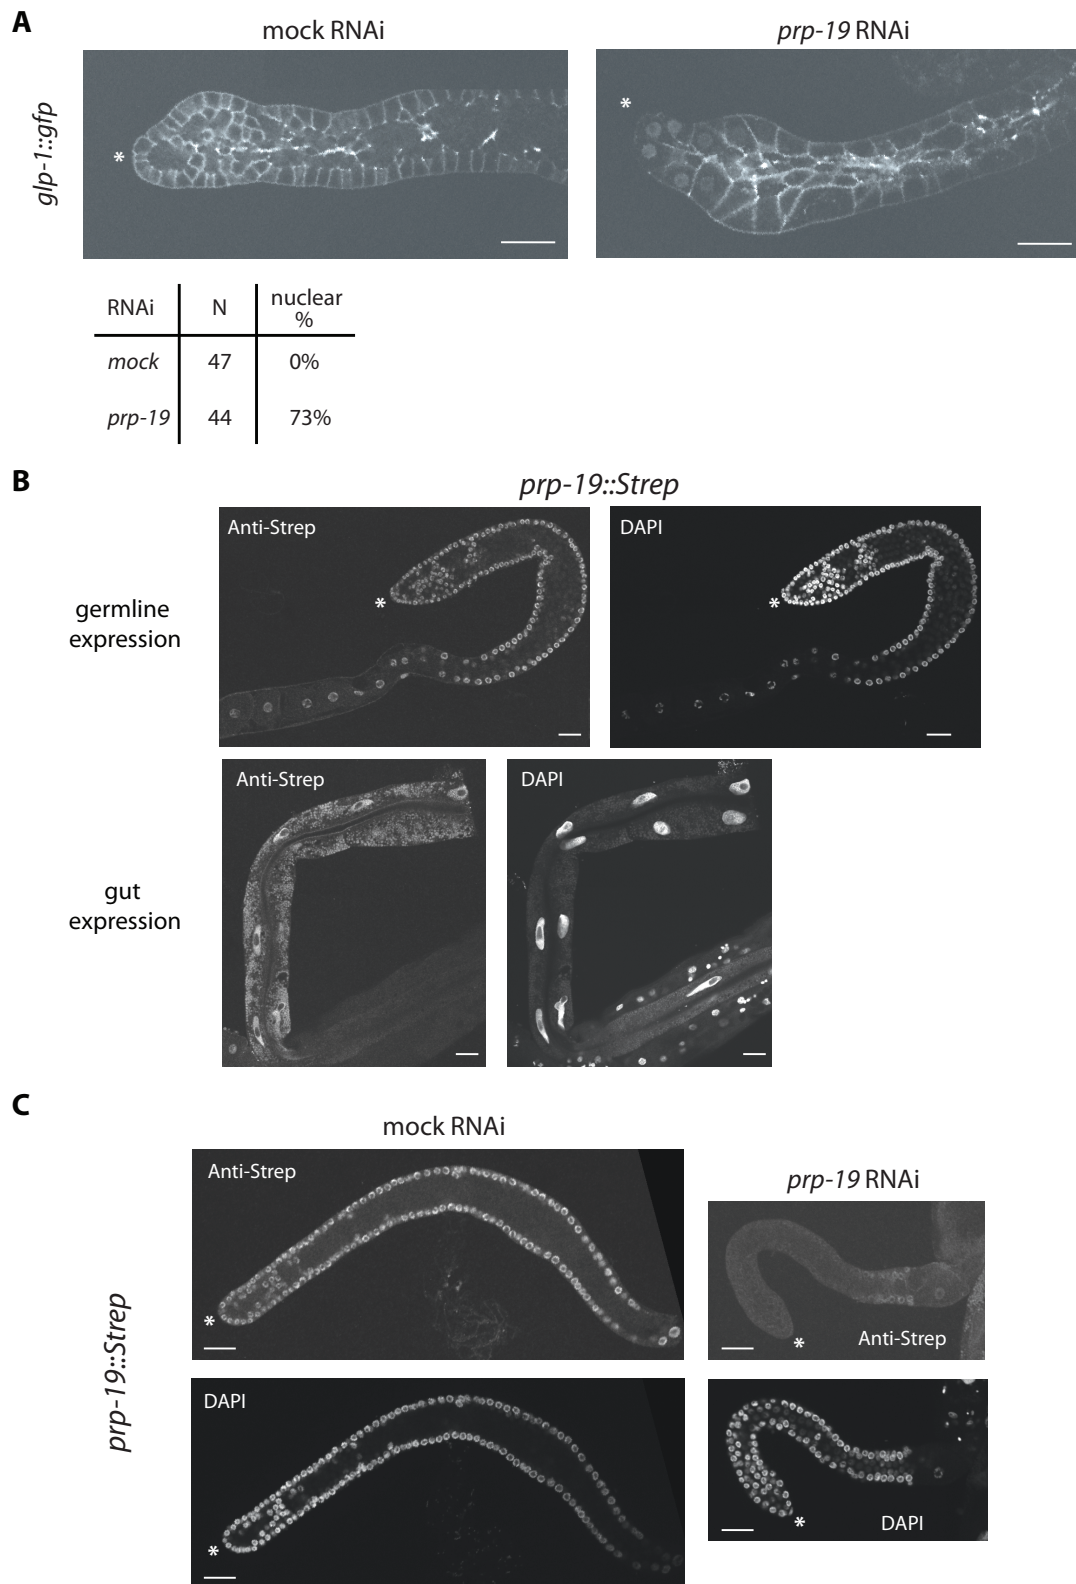 A
mock RNAi
prp-19 RNAi
glp-1::gfp
*
*
RNAi N nuclear %
mock 47 0%
prp-19 44 73%
B
prp-19::Strep
germline expression
Anti-Strep
*
DAPI
*
gut expression
Anti-Strep
DAPI
C
mock RNAi
prp-19 RNAi
prp-19::Strep
Anti-Strep
*
Anti-Strep
*
DAPI
*
DAPI
*